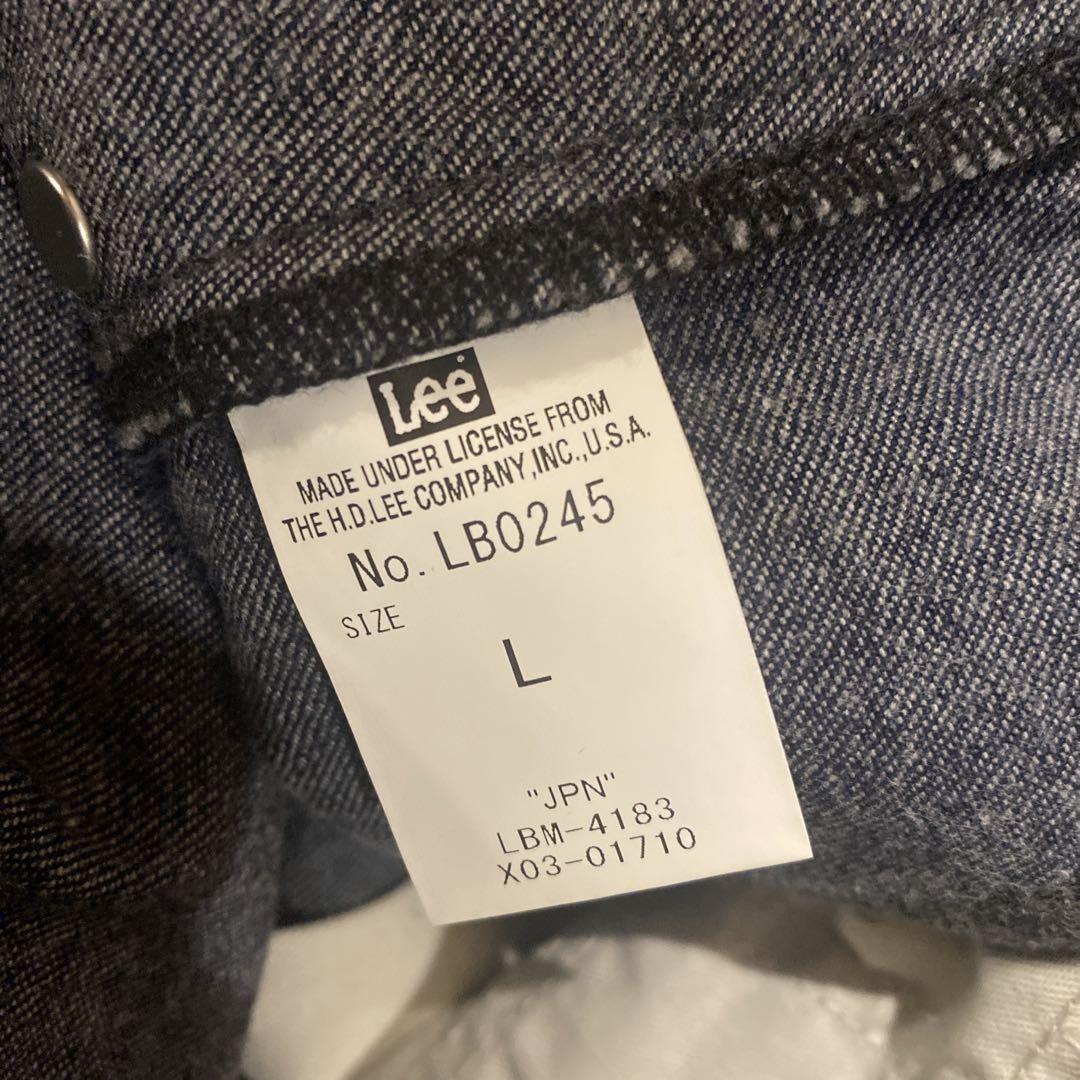 Lee
MADE UNDER LICENSE FROM
THE H.D.LEE COMPANY,INC.,U.S.A.
No. LB0245
SIZE
L
"JPN"
LBM-4183
X03-01710